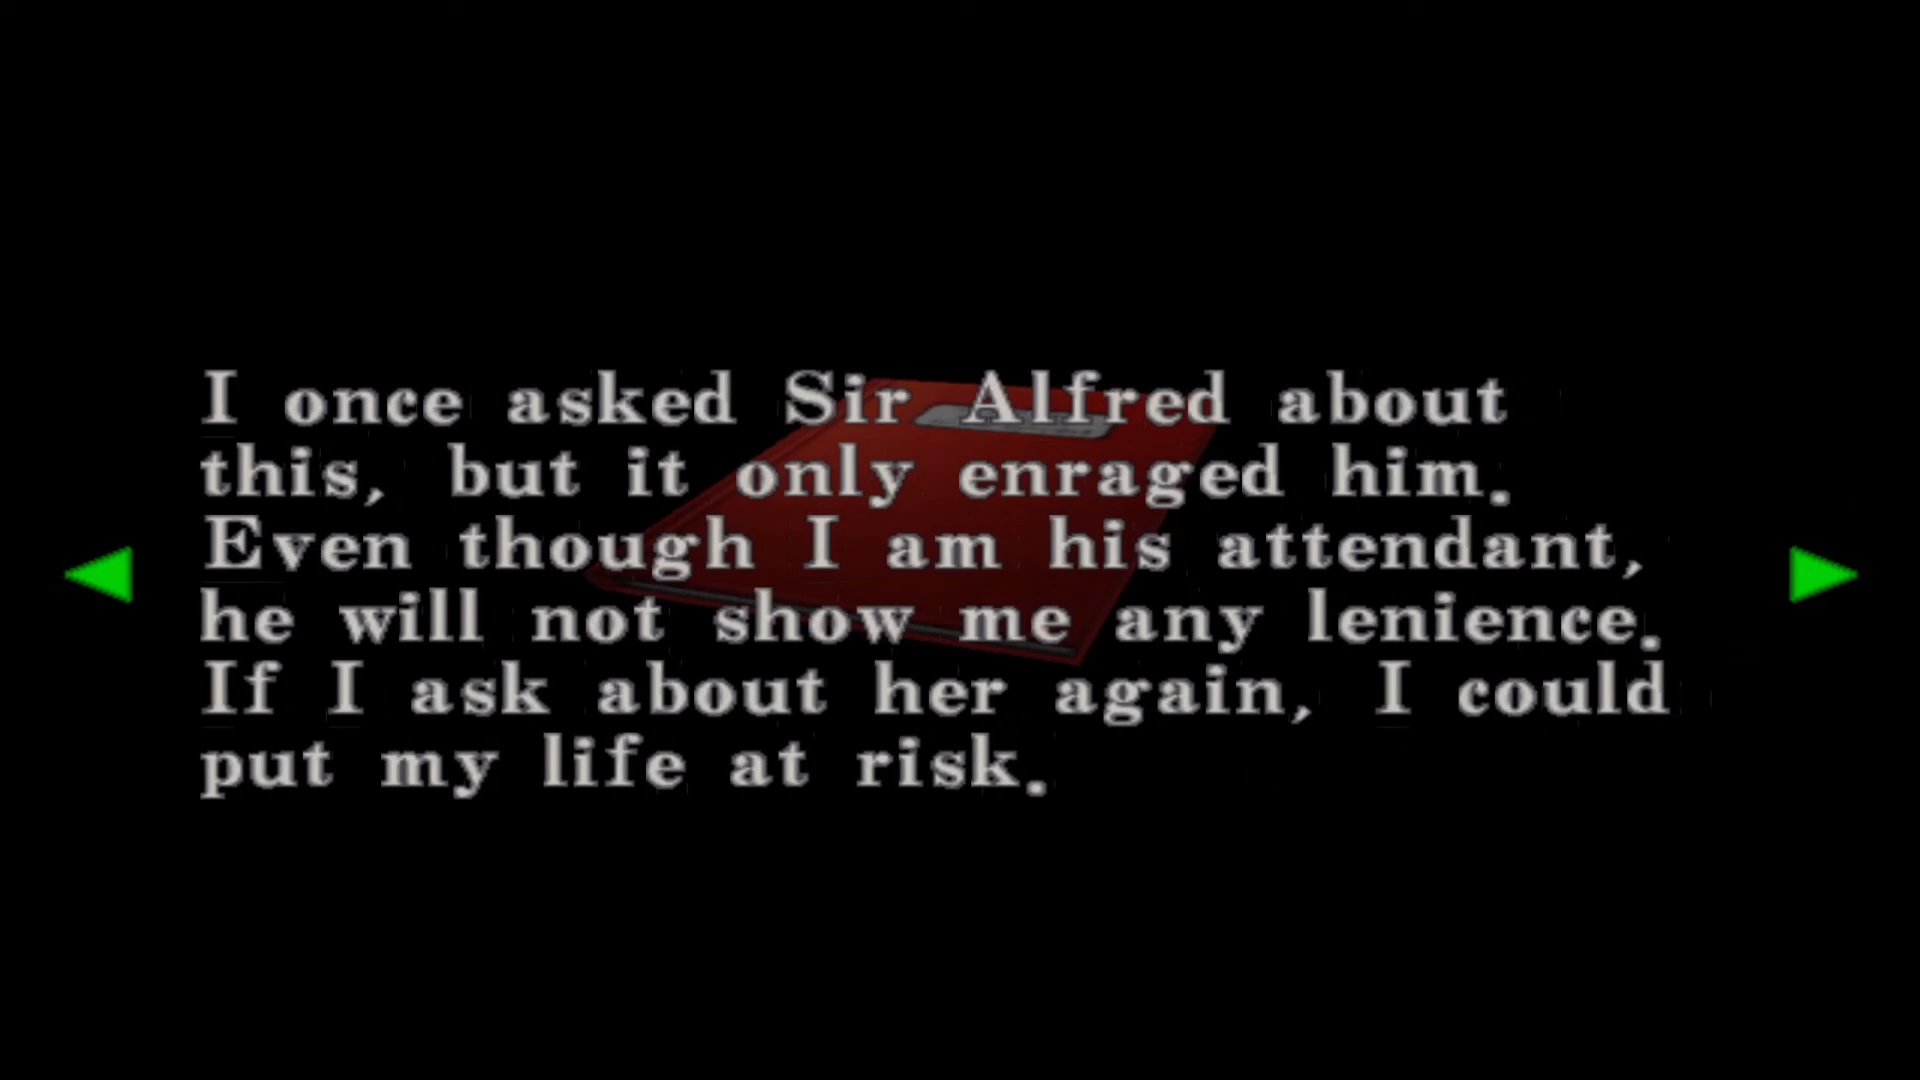 I once asked Sir Alfred about
this, but it only enraged him.
Even though I am his attendant,
he will not show me any lenience.
If I ask about her again, I could
put my life at risk.